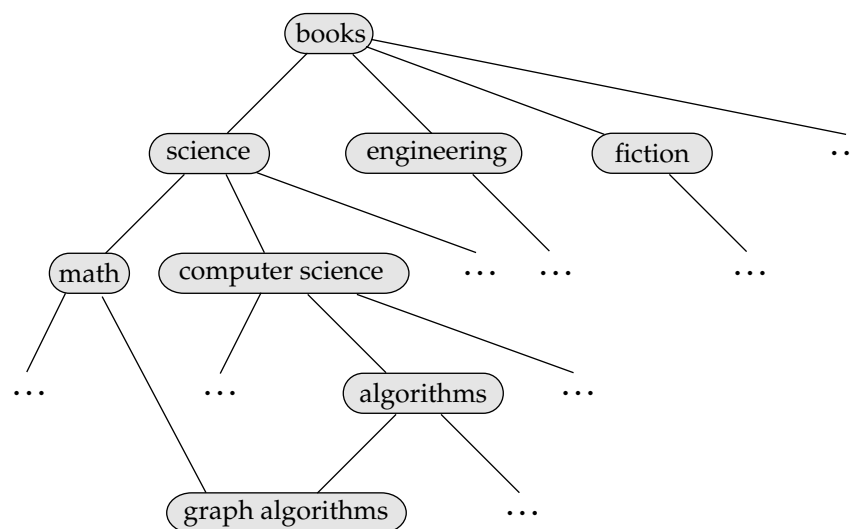 books
science engineering fiction ..
math computer science ... ... ...
... ... algorithms ...
graph algorithms ...